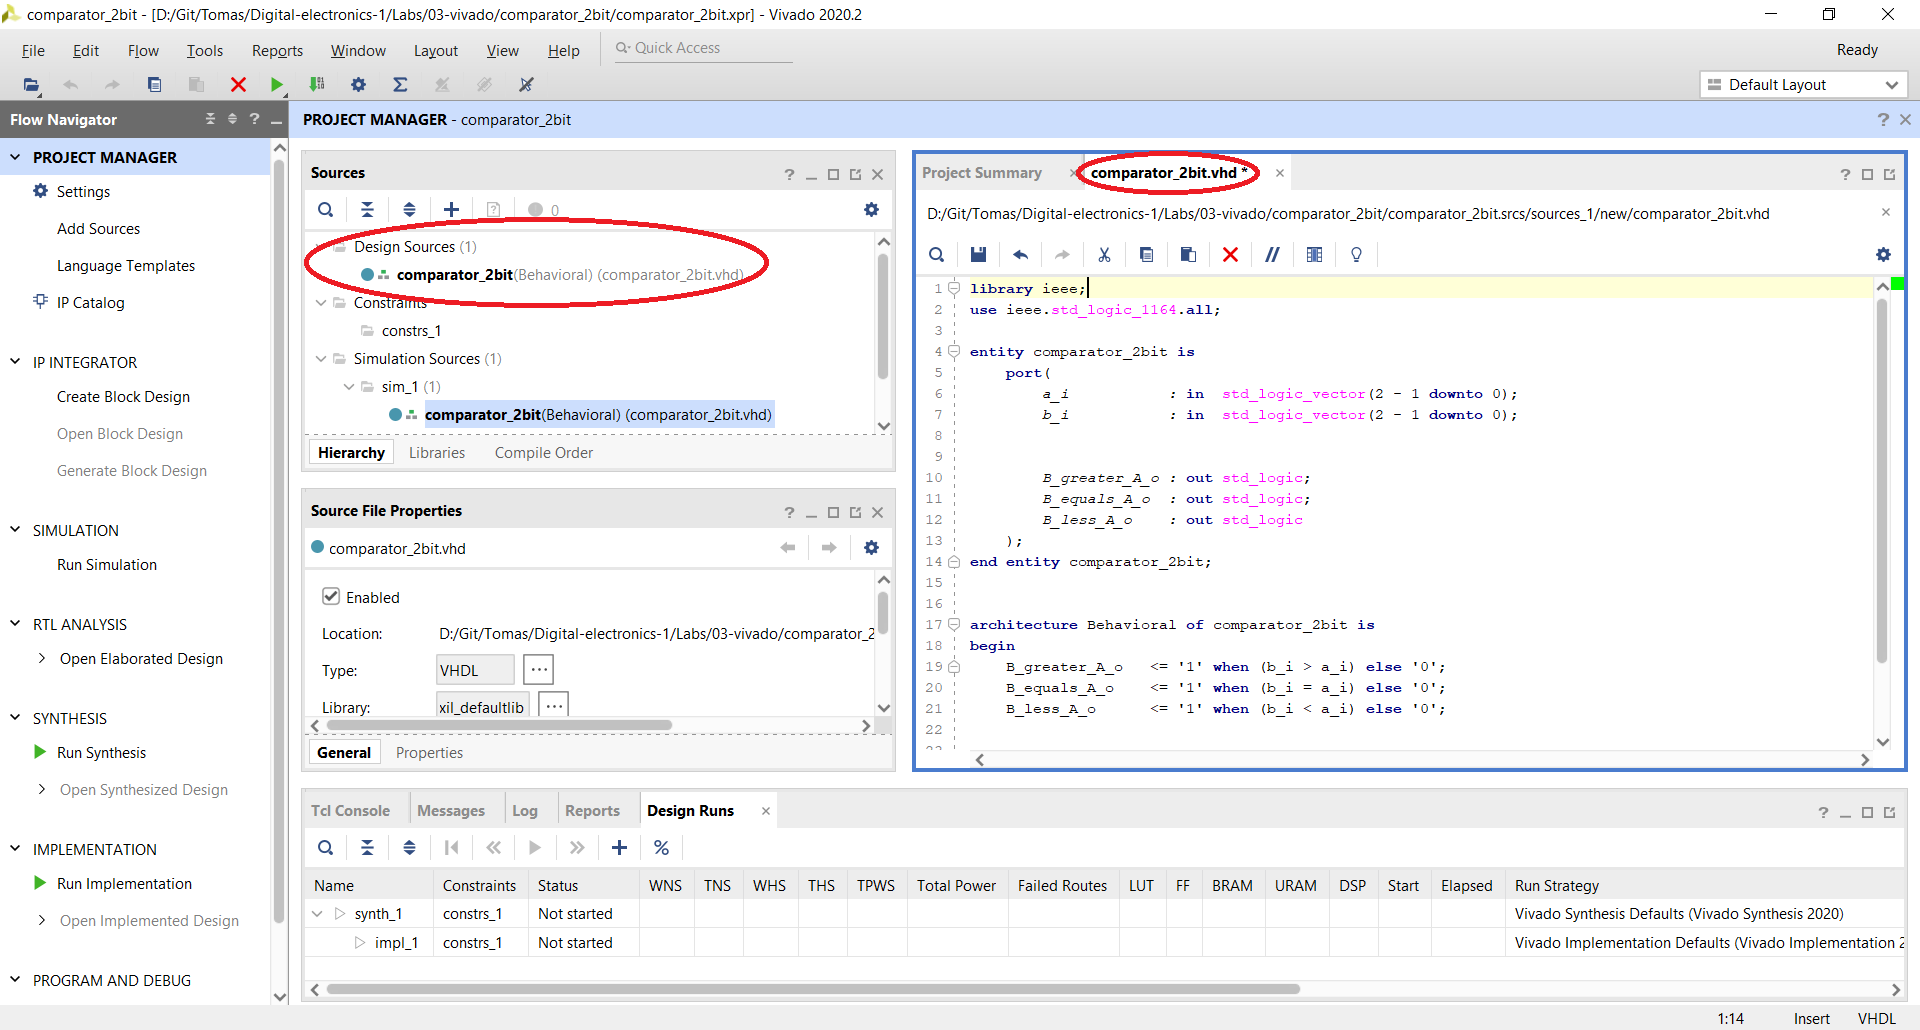 comparator_2bit - [D:/Git/Tomas/Digital-electronics-1/Labs/03-vivado/comparator_2bit/comparator_2bit.xpr] - Vivado 2020.2
File Edit Flow Tools Reports Window Layout View Help Quick Access Ready
Default Layout
Flow Navigator
PROJECT MANAGER
Settings
Add Sources
Language Templates
IP Catalog
IP INTEGRATOR
Create Block Design
Open Block Design
Generate Block Design
SIMULATION
Run Simulation
RTL ANALYSIS
Open Elaborated Design
SYNTHESIS
Run Synthesis
Open Synthesized Design
IMPLEMENTATION
Run Implementation
Open Implemented Design
PROGRAM AND DEBUG
PROJECT MANAGER - comparator_2bit
Sources
0
Design Sources (1)
comparator_2bit(Behavioral) (comparator_2bit.vhd)
Constraints
constrs_1
Simulation Sources (1)
sim_1 (1)
comparator_2bit(Behavioral) (comparator_2bit.vhd)
Hierarchy Libraries Compile Order
Source File Properties
comparator_2bit.vhd
Enabled
Location: D:/Git/Tomas/Digital-electronics-1/Labs/03-vivado/comparator_2
Type: VHDL
Library: xil_defaultlib
General Properties
Project Summary comparator_2bit.vhd *
D:/Git/Tomas/Digital-electronics-1/Labs/03-vivado/comparator_2bit/comparator_2bit.srcs/sources_1/new/comparator_2bit.vhd
1 library ieee;
2 use ieee.std_logic_1164.all;
3
4 entity comparator_2bit is
5 port(
6 a_i : in std_logic_vector(2 - 1 downto 0);
7 b_i : in std_logic_vector(2 - 1 downto 0);
8
9
10 B_greater_A_o : out std_logic;
11 B_equals_A_o : out std_logic;
12 B_less_A_o : out std_logic
13 );
14 end entity comparator_2bit;
15
16
17 architecture Behavioral of comparator_2bit is
18 begin
19 B_greater_A_o <= '1' when (b_i > a_i) else '0';
20 B_equals_A_o <= '1' when (b_i = a_i) else '0';
21 B_less_A_o <= '1' when (b_i < a_i) else '0';
22
Tcl Console Messages Log Reports Design Runs
Name Constraints Status WNS TNS WHS THS TPWS Total Power Failed Routes LUT FF BRAM URAM DSP Start Elapsed Run Strategy
synth_1 constrs_1 Not started Vivado Synthesis Defaults (Vivado Synthesis 2020)
impl_1 constrs_1 Not started Vivado Implementation Defaults (Vivado Implementation 2
1:14 Insert VHDL